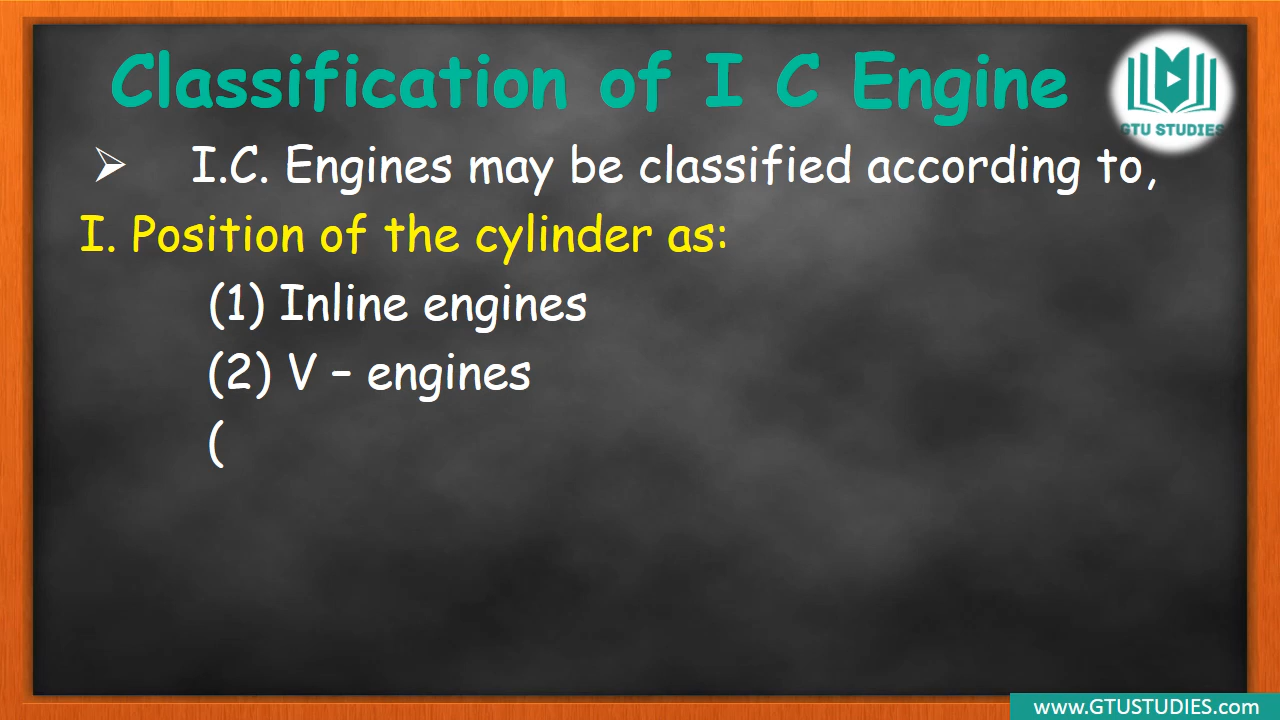 Classification of I C Engine
GTU STUDIES
➢ I.C. Engines may be classified according to,
I. Position of the cylinder as:
(1) Inline engines
(2) V – engines
(
www.GTUSTUDIES.com